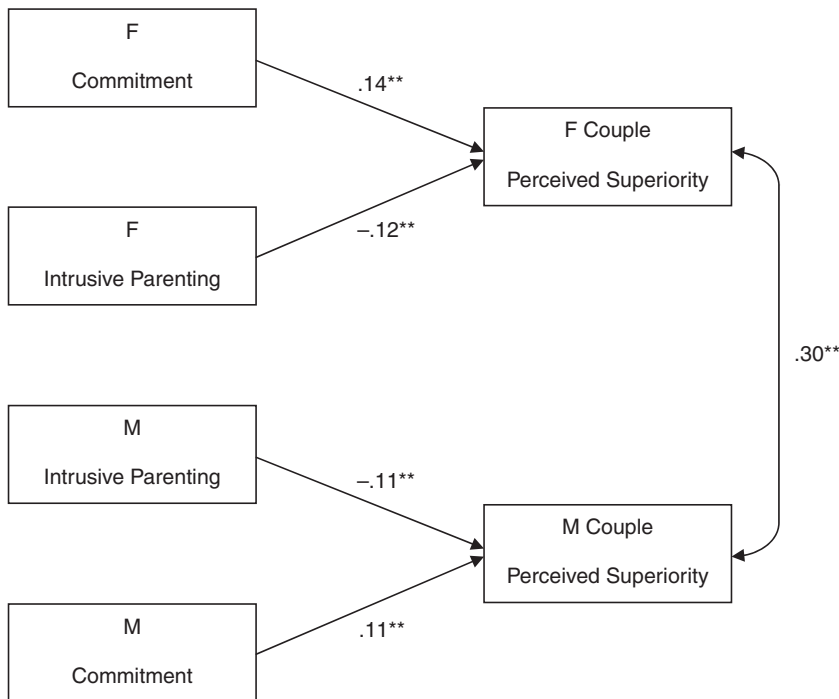 F
Commitment
.14**
F Couple
Perceived Superiority
F
Intrusive Parenting
–.12**
.30**
M
Intrusive Parenting
–.11**
M Couple
Perceived Superiority
M
Commitment
.11**